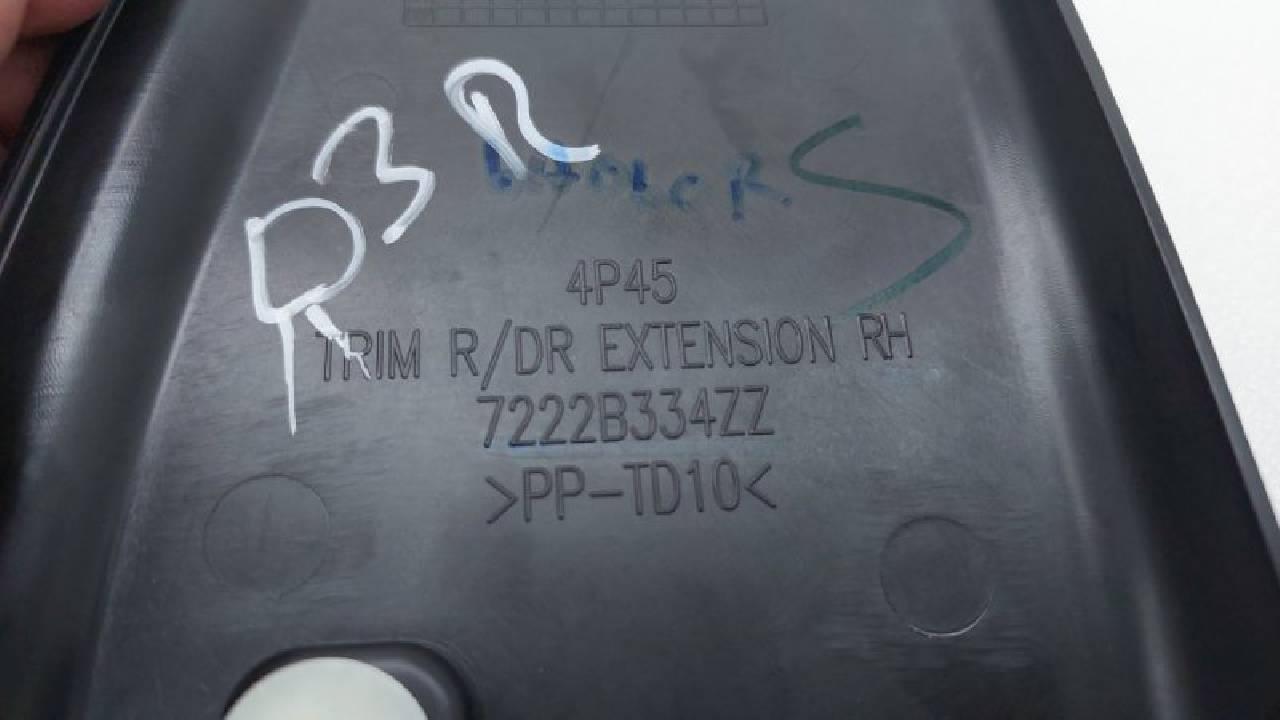 R3R
S
4P45
TRIM R/DR EXTENSION RH
7222B334ZZ
>PP-TD10<